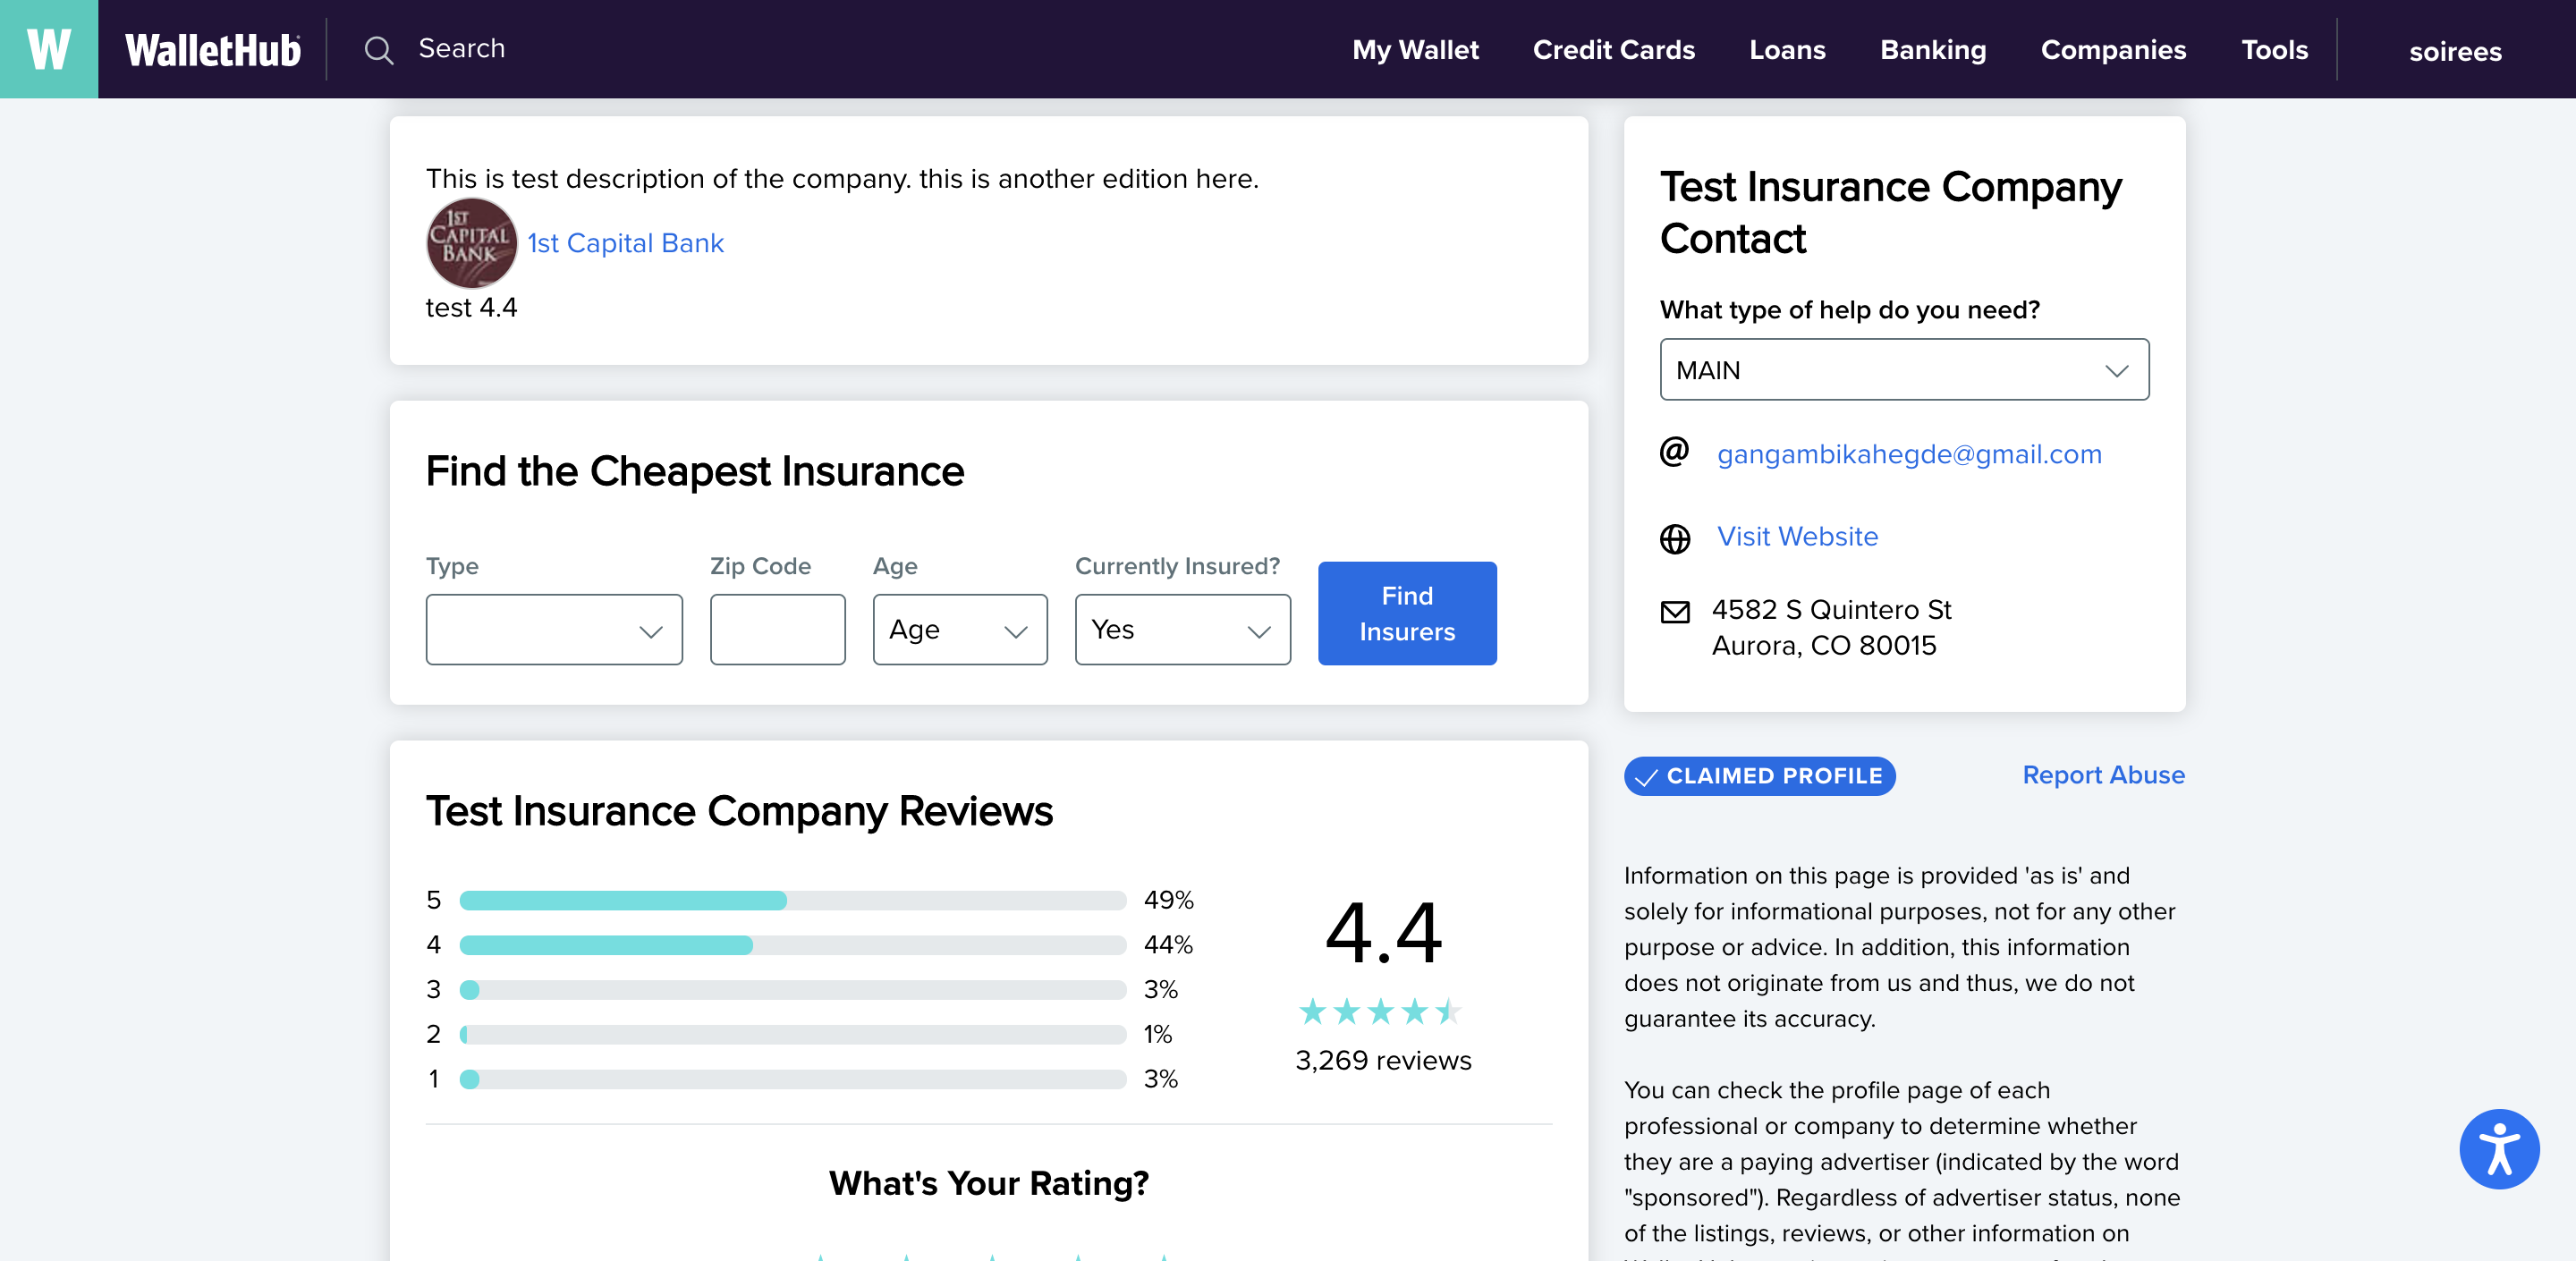 W WalletHub Search My Wallet Credit Cards Loans Banking Companies Tools soirees
This is test description of the company. this is another edition here.
1ST
CAPITAL
BANK
1st Capital Bank
test 4.4
Find the Cheapest Insurance
Type Zip Code Age Currently Insured?
Age Yes
Find
Insurers
Test Insurance Company Reviews
5 49%
4 44%
3 3%
2 1%
1 3%
4.4
3,269 reviews
What's Your Rating?
Test Insurance Company
Contact
What type of help do you need?
MAIN
@ gangambikahegde@gmail.com
Visit Website
4582 S Quintero St
Aurora, CO 80015
CLAIMED PROFILE Report Abuse
Information on this page is provided 'as is' and
solely for informational purposes, not for any other
purpose or advice. In addition, this information
does not originate from us and thus, we do not
guarantee its accuracy.
You can check the profile page of each
professional or company to determine whether
they are a paying advertiser (indicated by the word
"sponsored"). Regardless of advertiser status, none
of the listings, reviews, or other information on